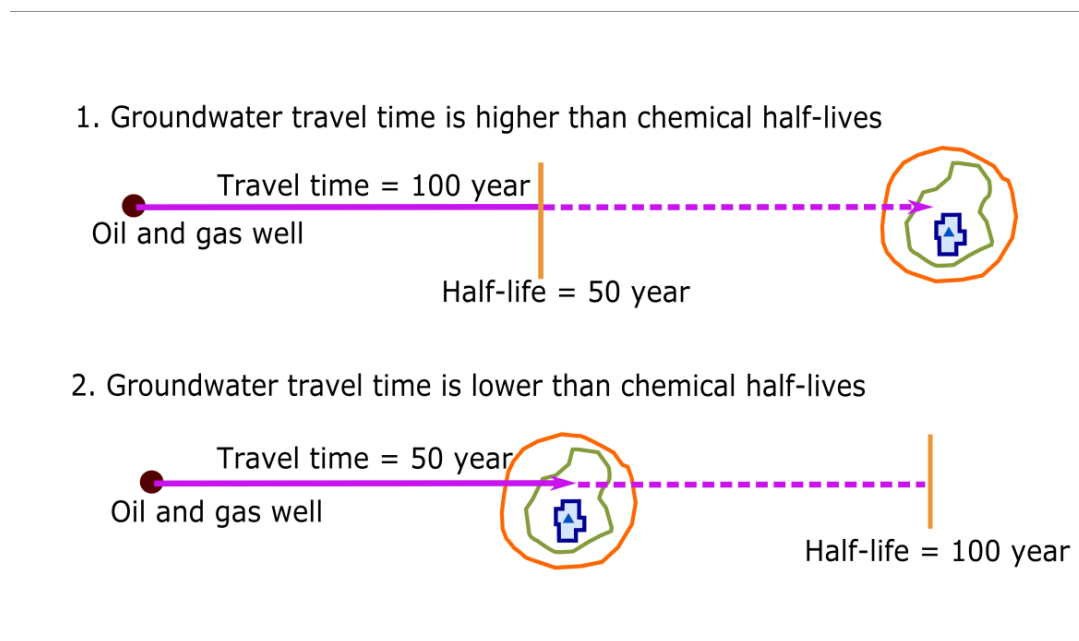 1. Groundwater travel time is higher than chemical half-lives
Travel time = 100 year
Oil and gas well
Half-life = 50 year
2. Groundwater travel time is lower than chemical half-lives
Travel time = 50 year
Oil and gas well
Half-life = 100 year